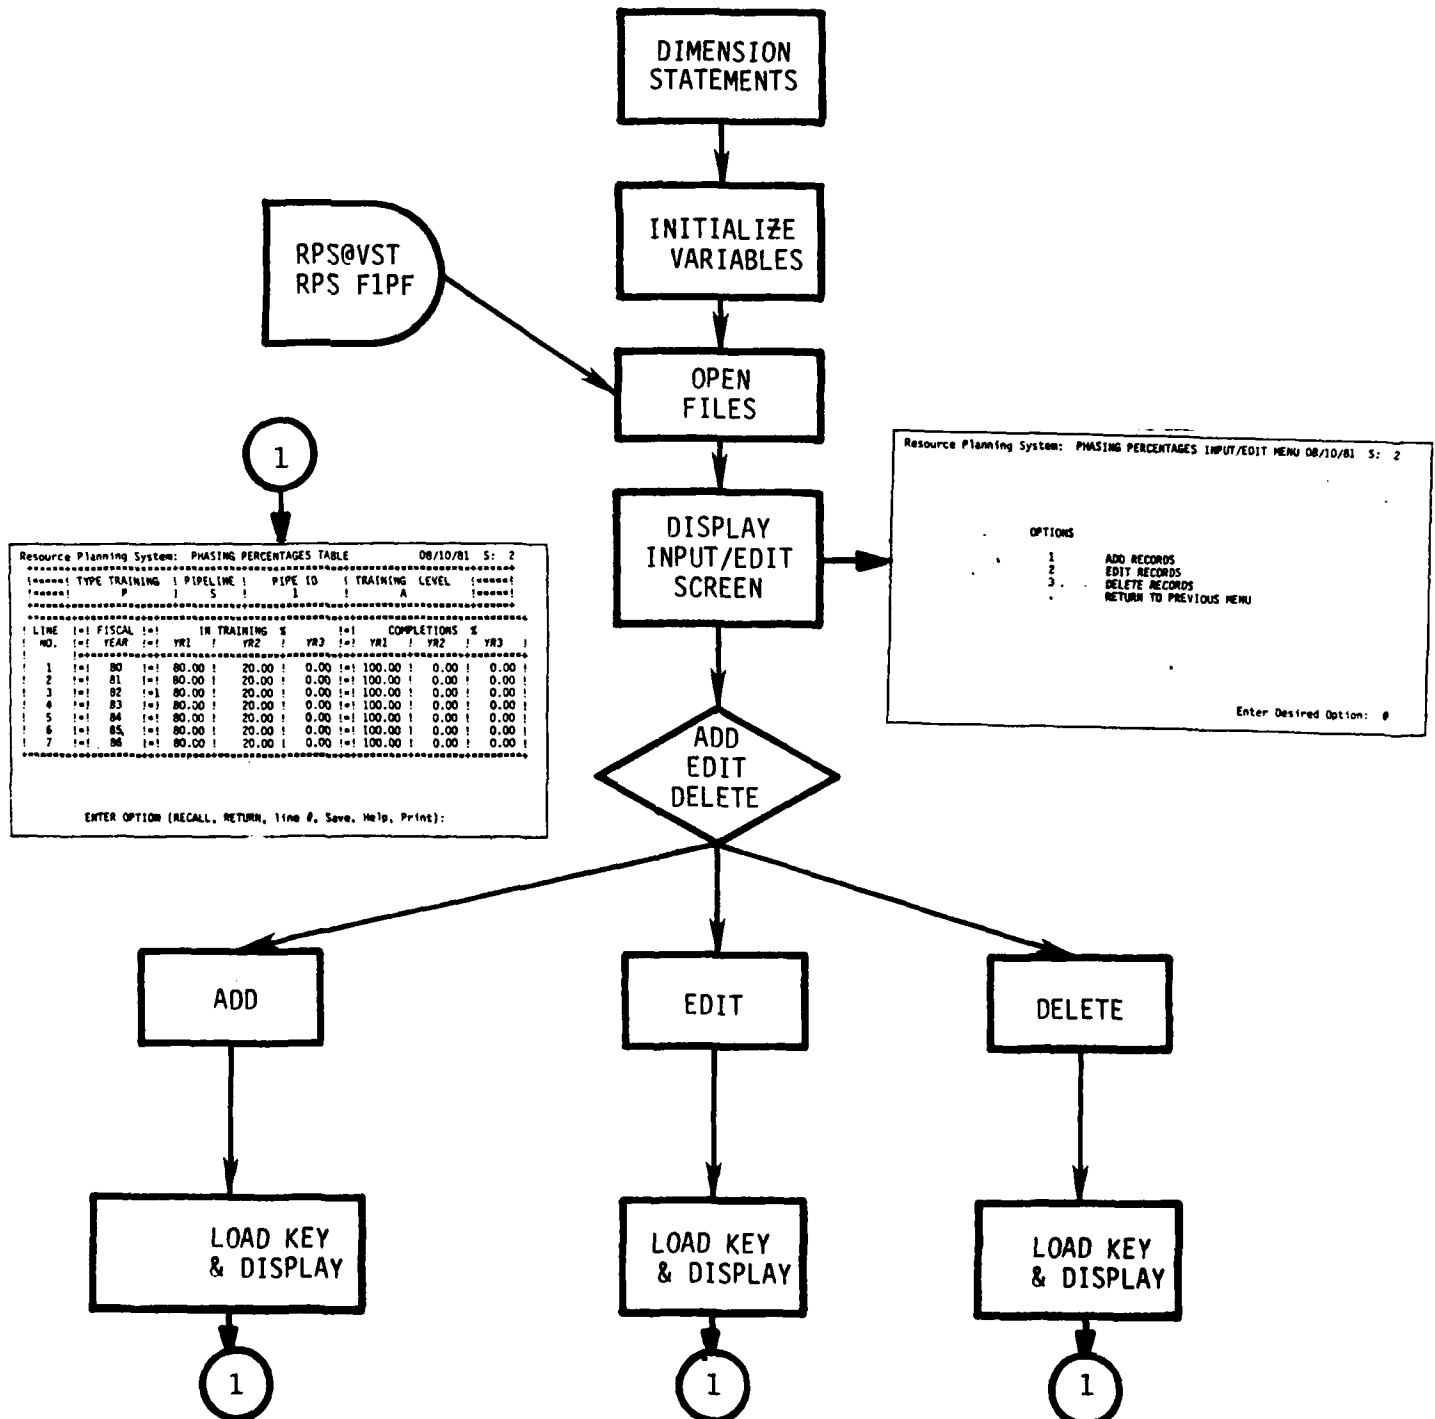 DIMENSION
STATEMENTS
INITIALIZE
VARIABLES
RPS@VST
RPS F1PF
OPEN
FILES
1
DISPLAY
INPUT/EDIT
SCREEN
Resource Planning System: PHASING PERCENTAGES INPUT/EDIT MENU 08/10/81 S: 2
OPTIONS
1 ADD RECORDS
2 EDIT RECORDS
3 . DELETE RECORDS
. RETURN TO PREVIOUS MENU
Enter Desired Option: #
Resource Planning System: PHASING PERCENTAGES TABLE 08/10/81 S: 2
!=====! TYPE TRAINING ! PIPELINE ! PIPE ID ! TRAINING LEVEL !=====!
!=====! P ! S ! 1 ! A !=====!
! LINE !=! FISCAL !=! IN TRAINING % !=! COMPLETIONS %
! NO. !=! YEAR !=! YR1 ! YR2 ! YR3 !=! YR1 ! YR2 ! YR3 !
! 1 !=! 80 !=! 80.00 ! 20.00 ! 0.00 !=! 100.00 ! 0.00 ! 0.00 !
! 2 !=! 81 !=! 80.00 ! 20.00 ! 0.00 !=! 100.00 ! 0.00 ! 0.00 !
! 3 !=! 82 !=! 80.00 ! 20.00 ! 0.00 !=! 100.00 ! 0.00 ! 0.00 !
! 4 !=! 83 !=! 80.00 ! 20.00 ! 0.00 !=! 100.00 ! 0.00 ! 0.00 !
! 5 !=! 84 !=! 80.00 ! 20.00 ! 0.00 !=! 100.00 ! 0.00 ! 0.00 !
! 6 !=! 85 !=! 80.00 ! 20.00 ! 0.00 !=! 100.00 ! 0.00 ! 0.00 !
! 7 !=! 86 !=! 80.00 ! 20.00 ! 0.00 !=! 100.00 ! 0.00 ! 0.00 !
ENTER OPTION (RECALL, RETURN, line #, Save, Help, Print):
ADD
EDIT
DELETE
ADD
EDIT
DELETE
LOAD KEY
& DISPLAY
LOAD KEY
& DISPLAY
LOAD KEY
& DISPLAY
1
1
1